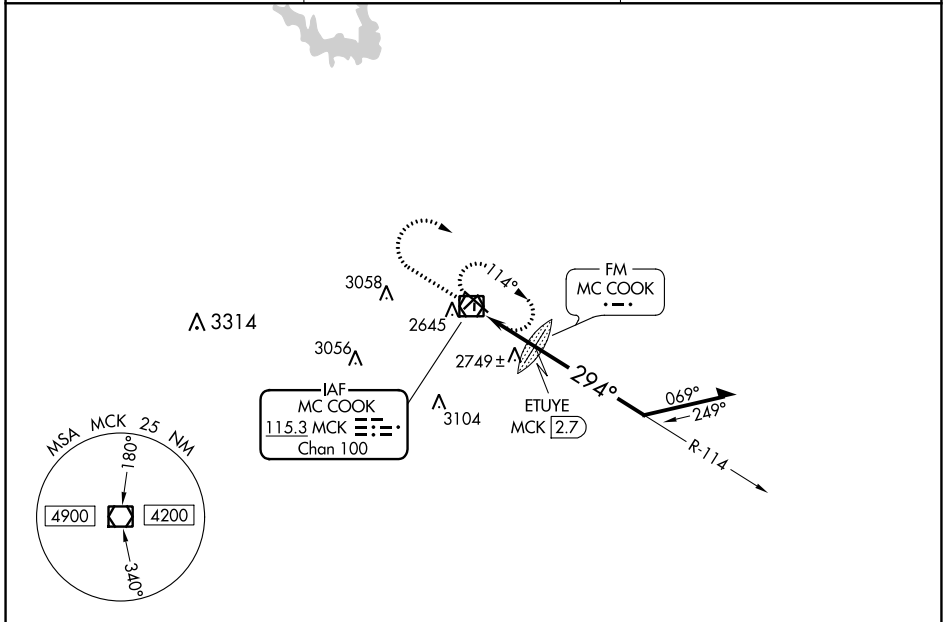 114°
FM
MC COOK
3058
3314
2645
3056
2749±
294°
IAF
MC COOK
115.3 MCK
Chan 100
3104
ETUYE
MCK 2.7
069°
249°
R-114
MSA MCK 25 NM
180°
4900
4200
340°